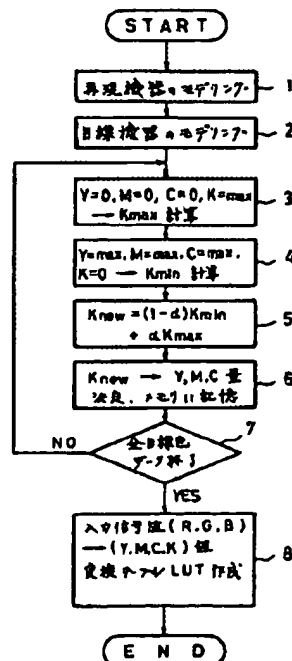 START
再現機器のモデリング
1
目標機器のモデリング
2
Y=0, M=0, C=0, K=max
→ Kmax 計算
3
Y=max, M=max, C=max,
K=0 → Kmin 計算
4
Knew = (1-α)Kmin
+ αKmax
5
Knew → Y, M, C 量
決定、メモリに記憶
6
7
全目標色
データ終了
NO
YES
入力信号値(R.G.B)
→(Y.M.C.K)値
変換テーブルLUT作成
8
END